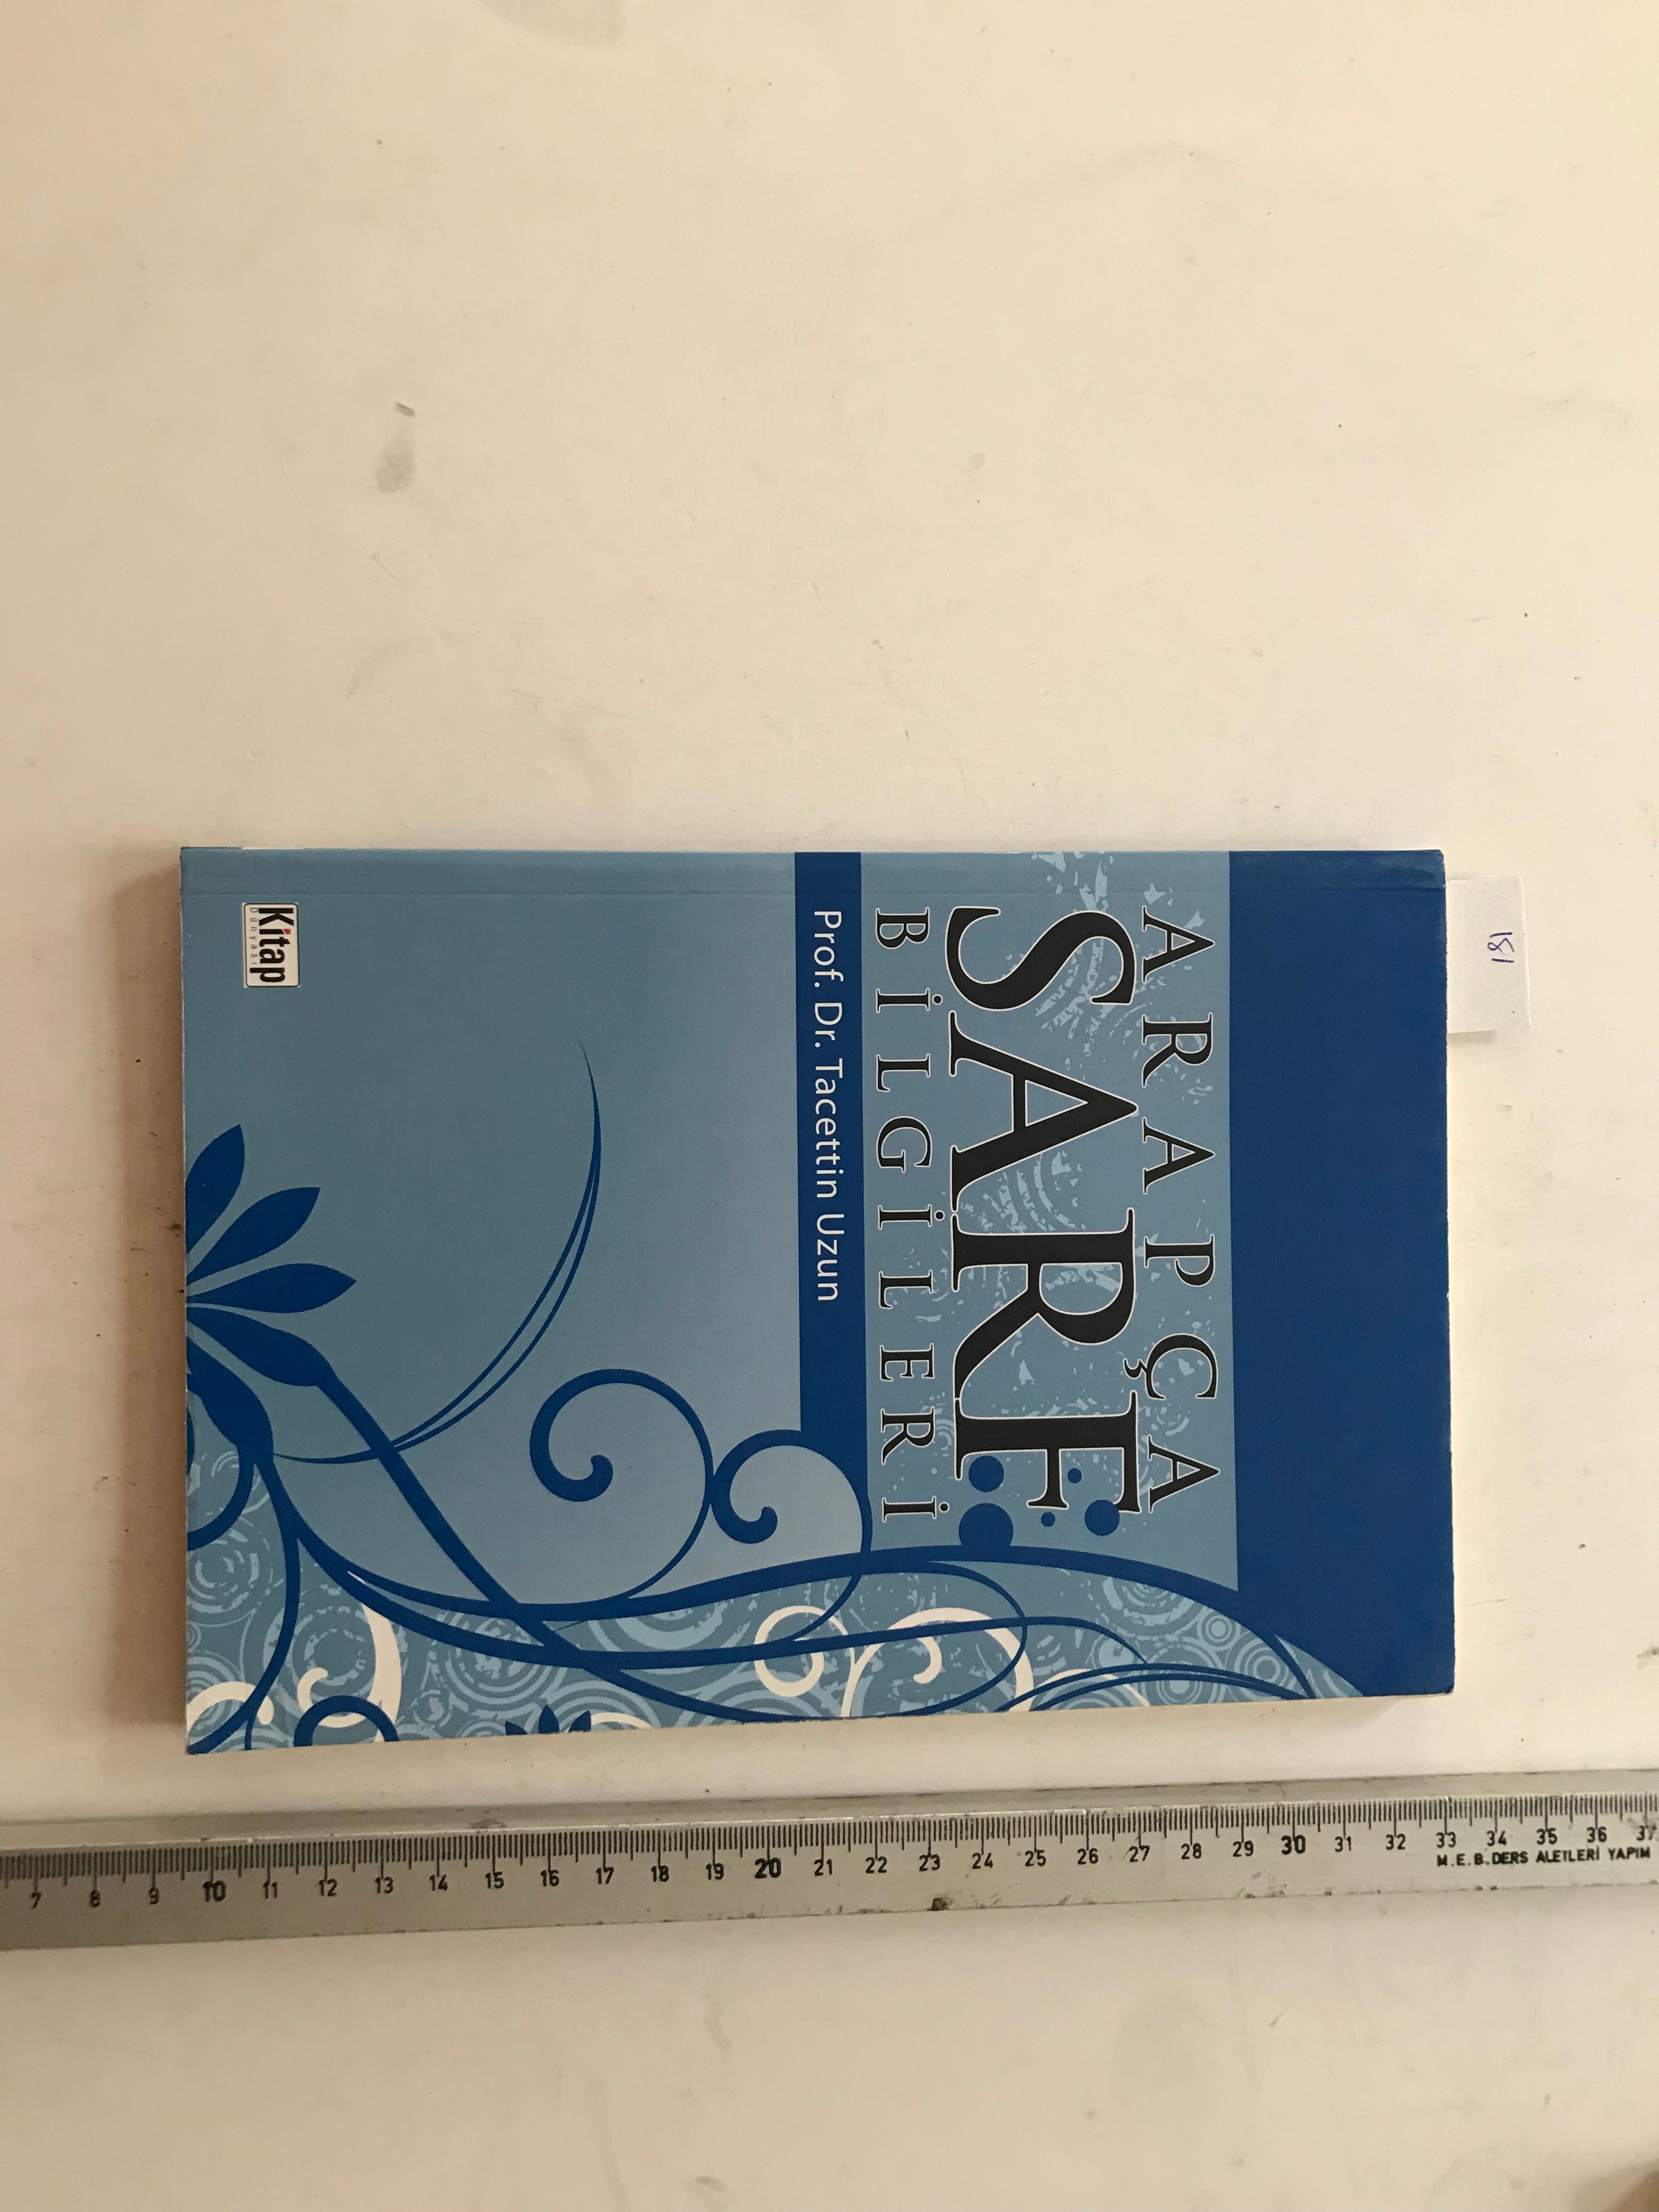 181
ARAPÇA
SARF
BİLGİLERİ
Prof. Dr. Tacettin Uzun
Kitap
Dünyası
7 8 9 10 11 12 13 14 15 16 17 18 19 20 21 22 23 24 25 26 27 28 29 30 31 32 33 34 35 36 37
M.E.B. DERS ALETLERİ YAPIM